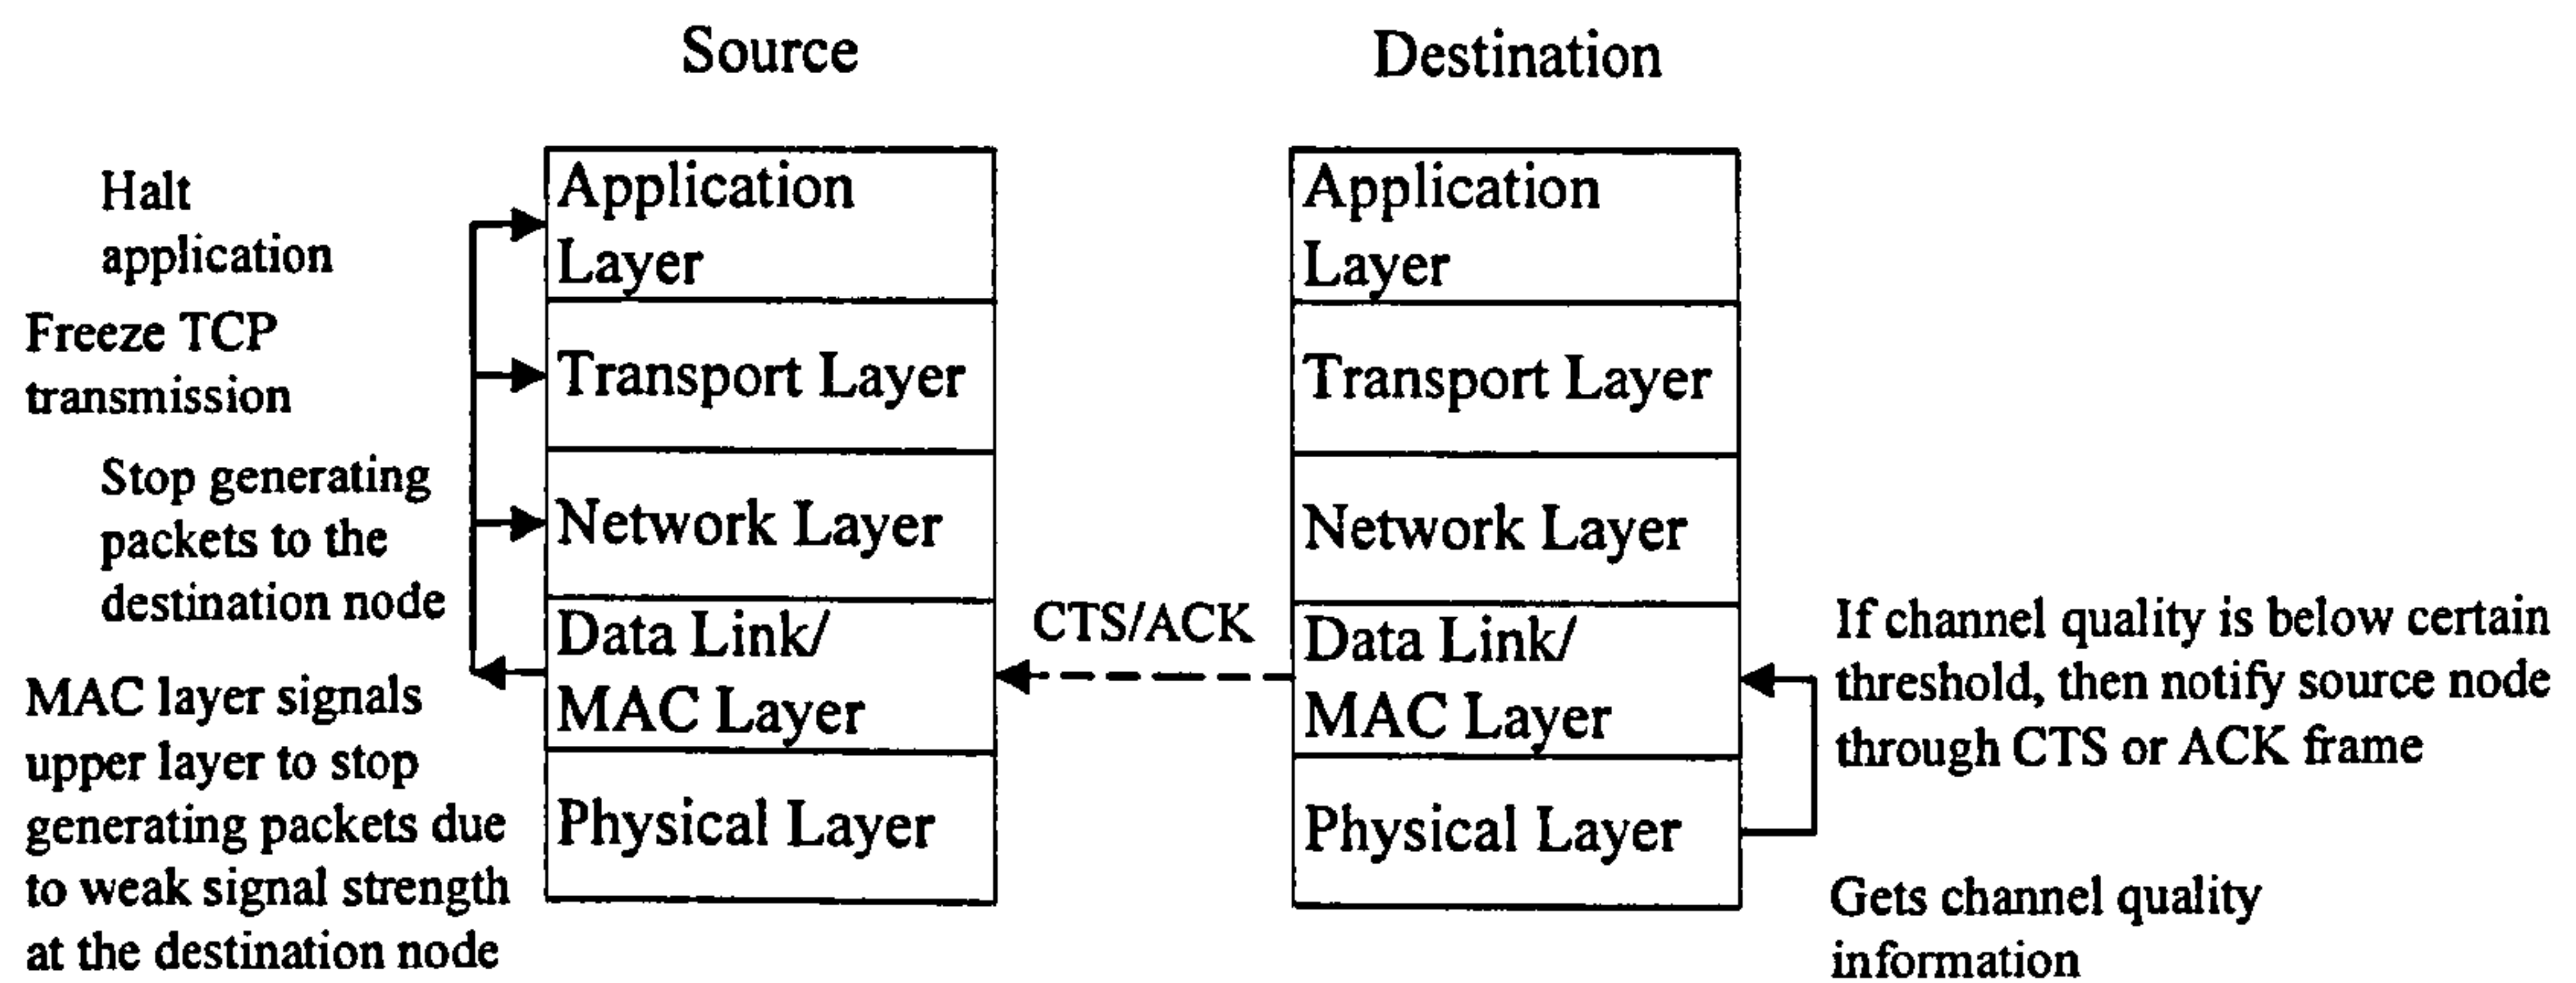 Source
Destination
Halt
application
Freeze TCP
transmission
Stop generating
packets to the
destination node
MAC layer signals
upper layer to stop
generating packets due
to weak signal strength
at the destination node
Application
Layer
Transport Layer
Network Layer
Data Link/
MAC Layer
Physical Layer
CTS/ACK
Application
Layer
Transport Layer
Network Layer
Data Link/
MAC Layer
Physical Layer
If channel quality is below certain
threshold, then notify source node
through CTS or ACK frame
Gets channel quality
information